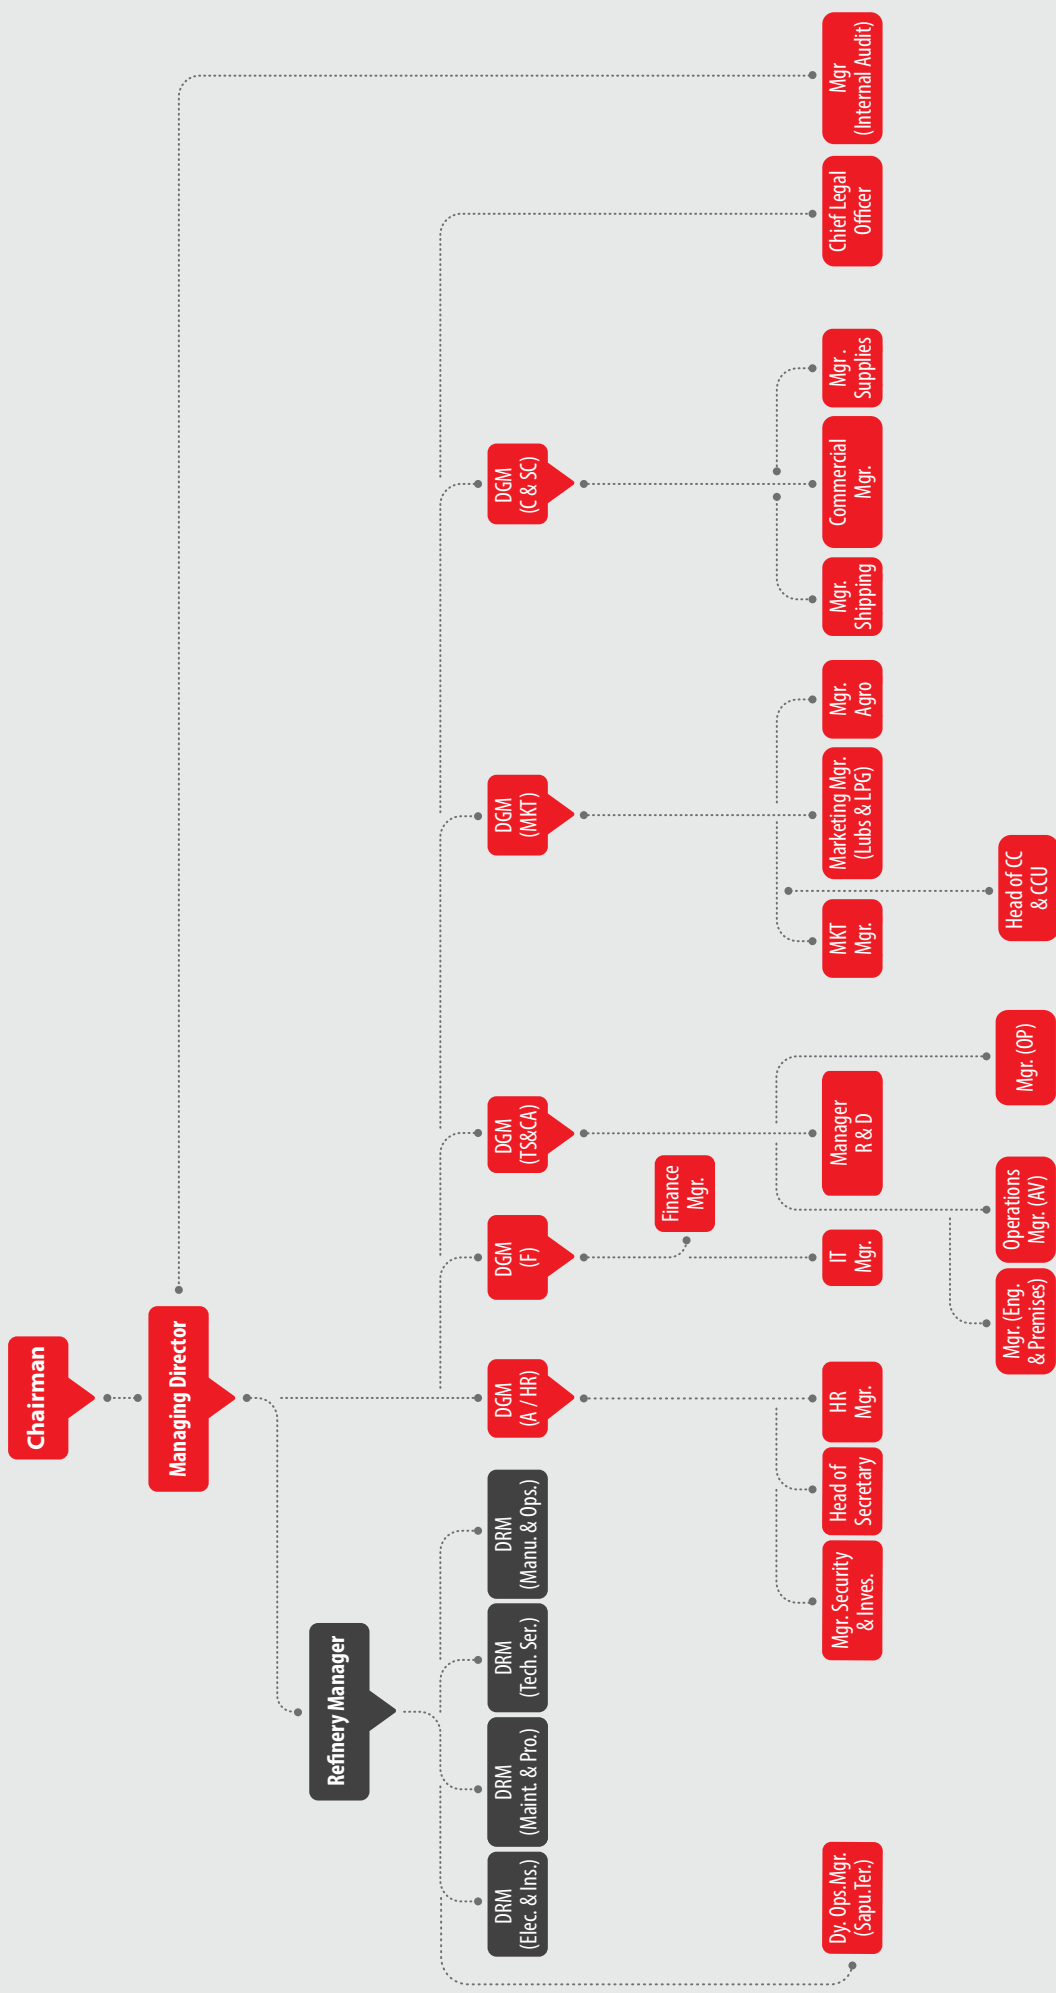 Chairman
Managing Director
Refinery Manager
DRM
(Elec. & Ins.)
DRM
(Maint. & Pro.)
DRM
(Tech. Ser.)
DRM
(Manu. & Ops.)
DGM
(A / HR)
DGM
(F)
DGM
(TS&CA)
DGM
(MKT)
DGM
(C & SC)
Finance
Mgr.
Dy. Ops.Mgr.
(Sapu.Ter.)
Mgr. Security
& Inves.
Head of
Secretary
HR
Mgr.
IT
Mgr.
Manager
R & D
MKT
Mgr.
Marketing Mgr.
(Lubs & LPG)
Mgr.
Agro
Mgr.
Shipping
Commercial
Mgr.
Mgr .
Supplies
Chief Legal
Officer
Mgr
(Internal Audit)
Mgr. (Eng.
& Premises)
Operations
Mgr. (AV)
Mgr. (OP)
Head of CC
& CCU